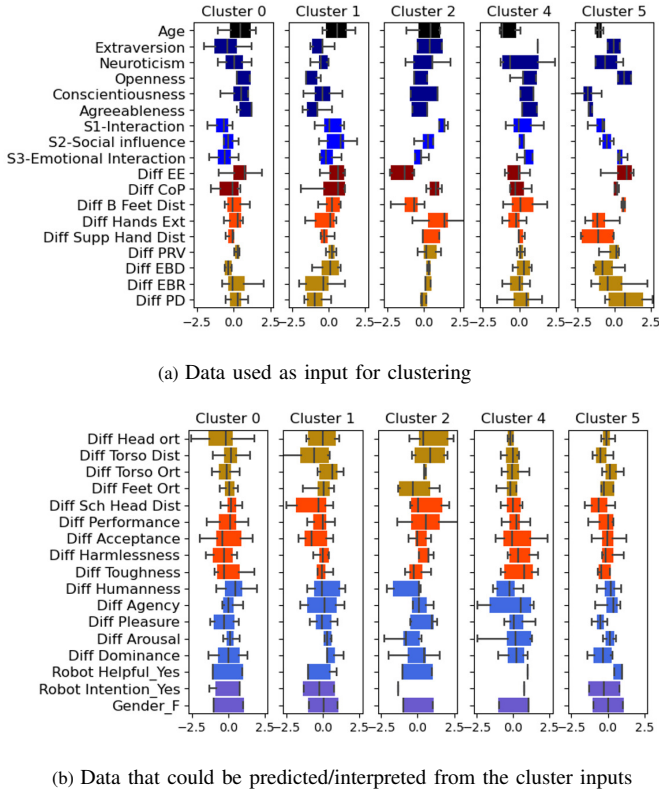 Cluster 0 Cluster 1 Cluster 2 Cluster 4 Cluster 5
Age
Extraversion
Neuroticism
Openness
Conscientiousness
Agreeableness
S1-Interaction
S2-Social influence
S3-Emotional Interaction
Diff EE
Diff CoP
Diff B Feet Dist
Diff Hands Ext
Diff Supp Hand Dist
Diff PRV
Diff EBD
Diff EBR
Diff PD
0.0 2.5 0.0 2.5 0.0 2.5 −2.5 0.0 2.5 −2.5 0.0 2.5
(a) Data used as input for clustering
Cluster 0 Cluster 1 Cluster 2 Cluster 4 Cluster 5
Diff Head ort
Diff Torso Dist
Diff Torso Ort
Diff Feet Ort
Diff Sch Head Dist
Diff Performance
Diff Acceptance
Diff Harmlessness
Diff Toughness
Diff Humanness
Diff Agency
Diff Pleasure
Diff Arousal
Diff Dominance
Robot Helpful_Yes
Robot Intention_Yes
Gender_F
−2.5 0.0 2.5 −2.5 0.0 2.5 0.0 2.5 −2.5 0.0 2.5 −2.5 0.0 2.5
(b) Data that could be predicted/interpreted from the cluster inputs